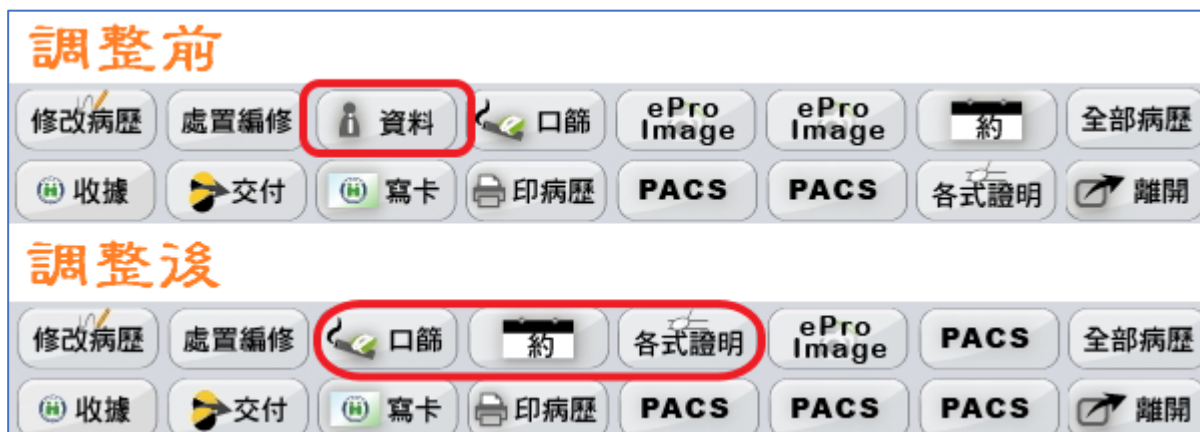 調整前
修改病歷 處置編修 資料 口篩 ePro Image ePro Image 約 全部病歷
收據 交付 寫卡 印病歷 PACS PACS 各式證明 離開
調整後
修改病歷 處置編修 口篩 約 各式證明 ePro Image PACS 全部病歷
收據 交付 寫卡 印病歷 PACS PACS PACS 離開